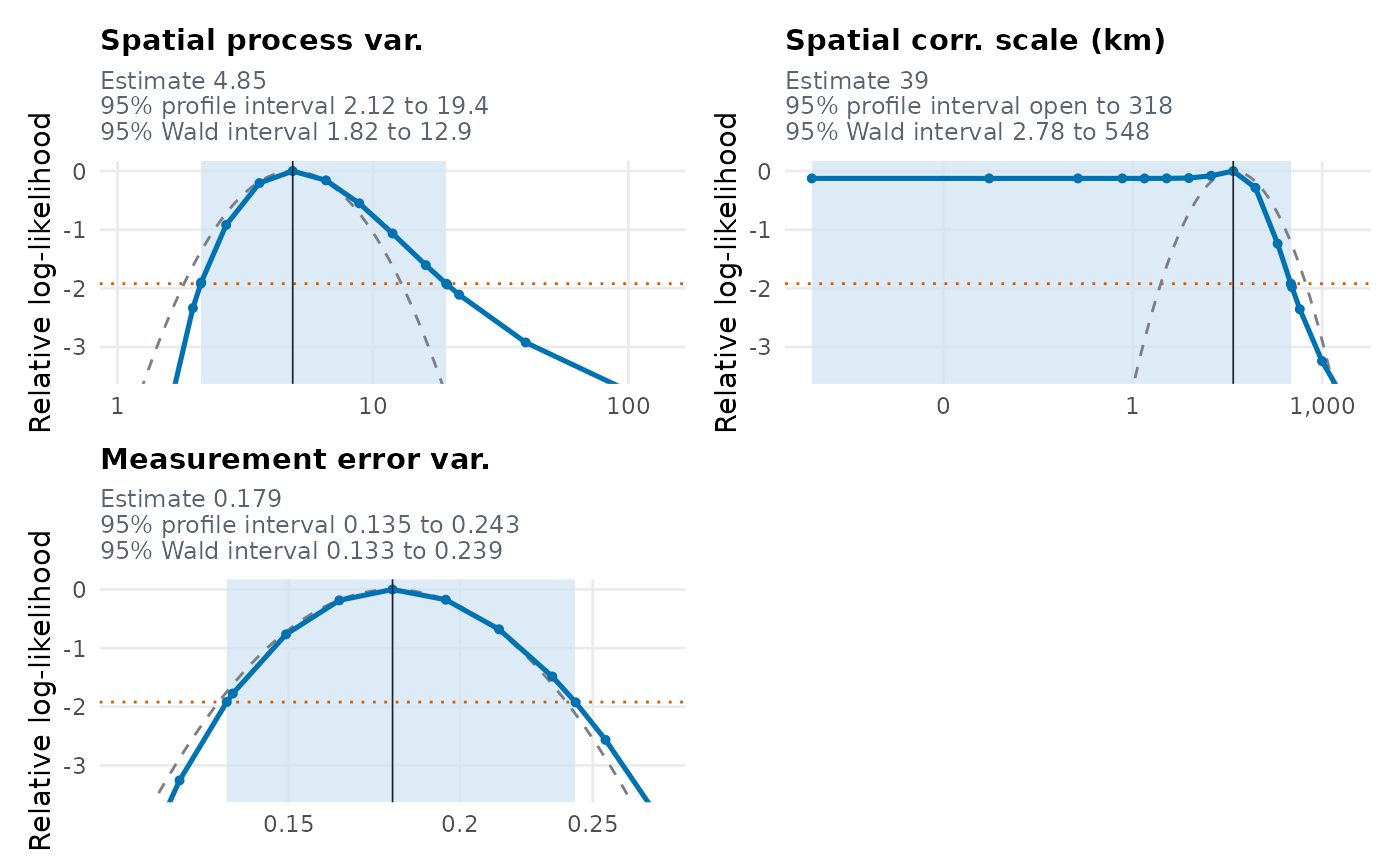 Spatial process var.
Estimate 4.85
95% profile interval 2.12 to 19.4
95% Wald interval 1.82 to 12.9
Relative log-likelihood
0
-1
-2
-3
1
10
100
Spatial corr. scale (km)
Estimate 39
95% profile interval open to 318
95% Wald interval 2.78 to 548
Relative log-likelihood
0
-1
-2
-3
0
1
1,000
Measurement error var.
Estimate 0.179
95% profile interval 0.135 to 0.243
95% Wald interval 0.133 to 0.239
Relative log-likelihood
0
-1
-2
-3
0.15
0.2
0.25